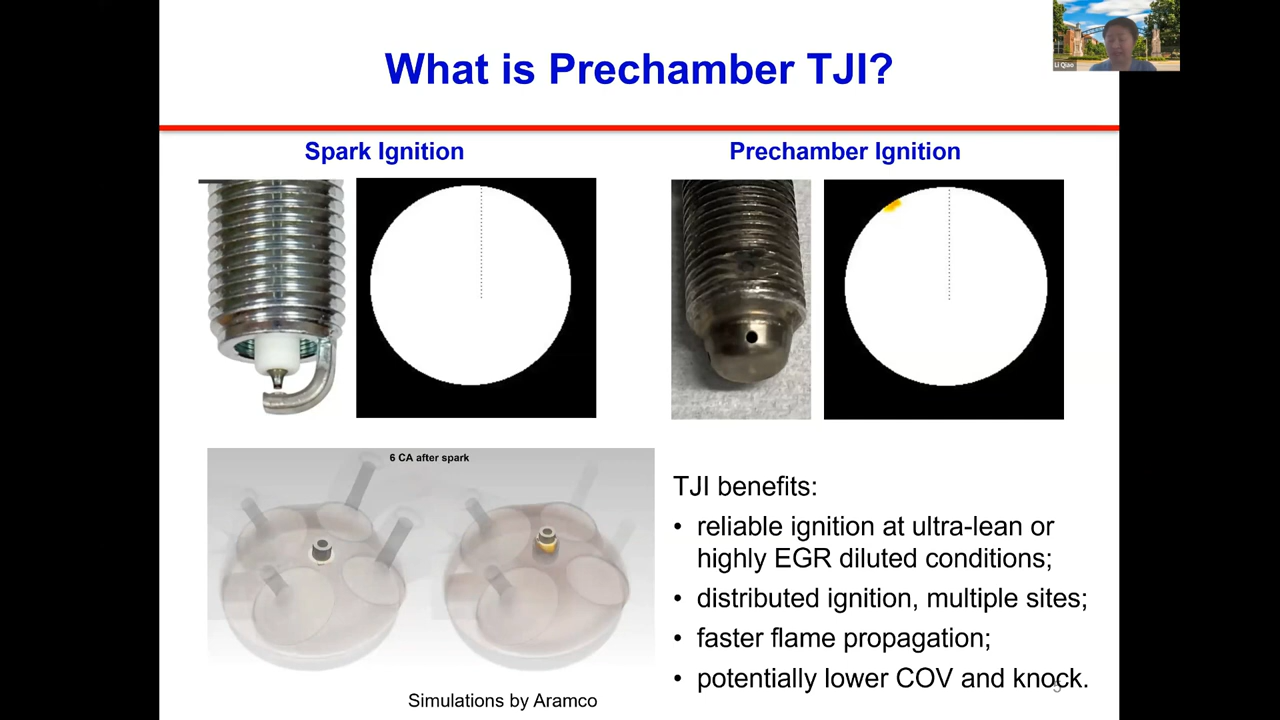 What is Prechamber TJI?
Li Qiao
Spark Ignition
Prechamber Ignition
6 CA after spark
TJI benefits:
• reliable ignition at ultra-lean or
highly EGR diluted conditions;
• distributed ignition, multiple sites;
• faster flame propagation;
• potentially lower COV and knock.
Simulations by Aramco